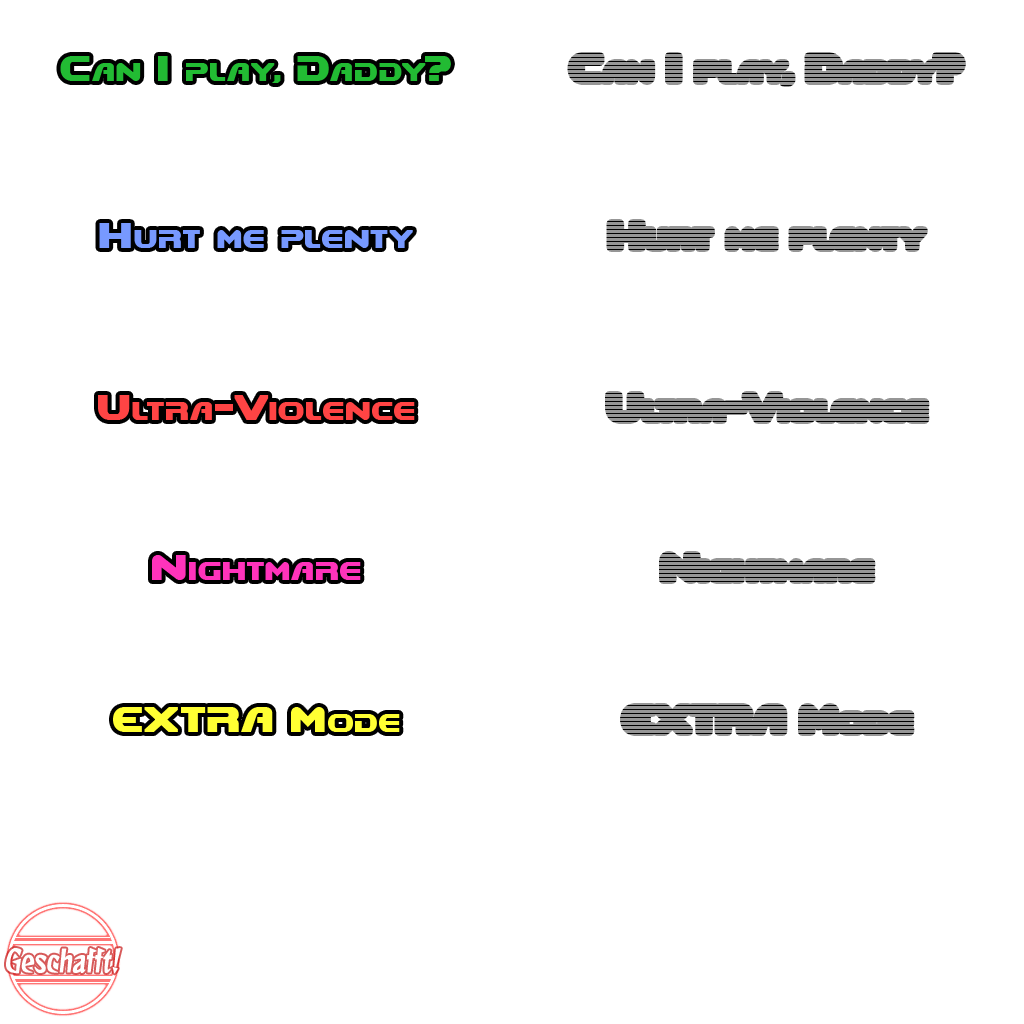 Can I play, Daddy? Can I play, Daddy?
Hurt me plenty Hurt me plenty
Ultra-Violence Ultra-Violence
Nightmare Nightmare
EXTRA Mode EXTRA Mode
Geschafft!